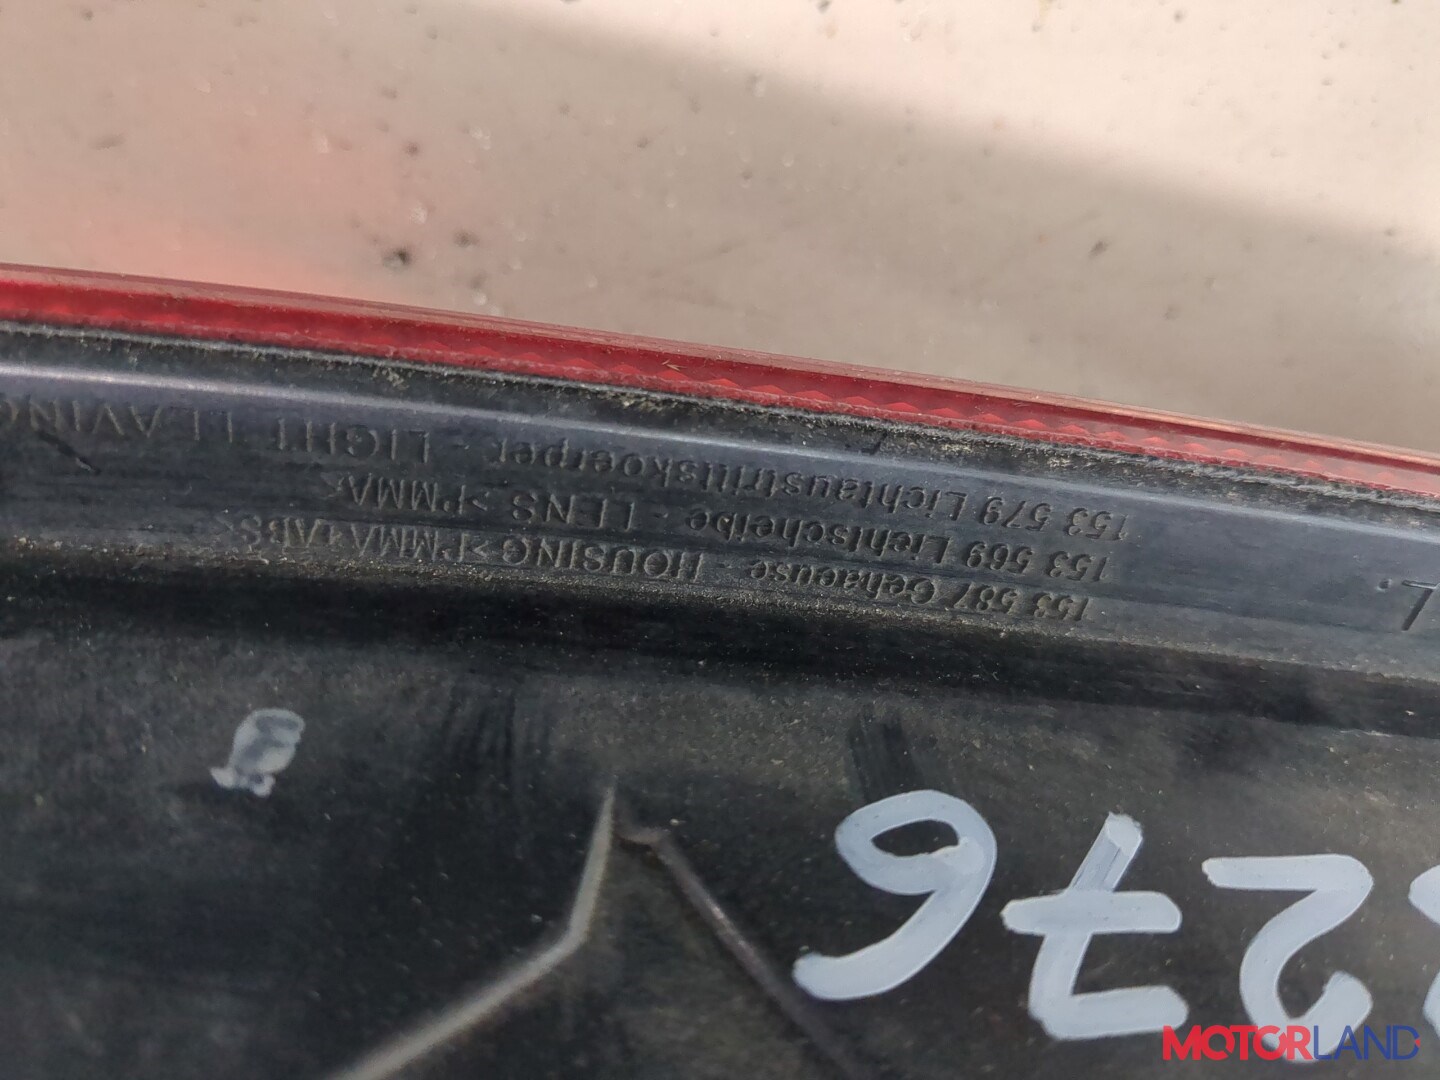 276
153 587 Gehaeuse - HOUSING >PMMA+ABS<
153 569 Lichtscheibe - LENS >PMMA<
153 579 Lichtaustrittskoerper - LIGHT LEAVING
MOTORLAND